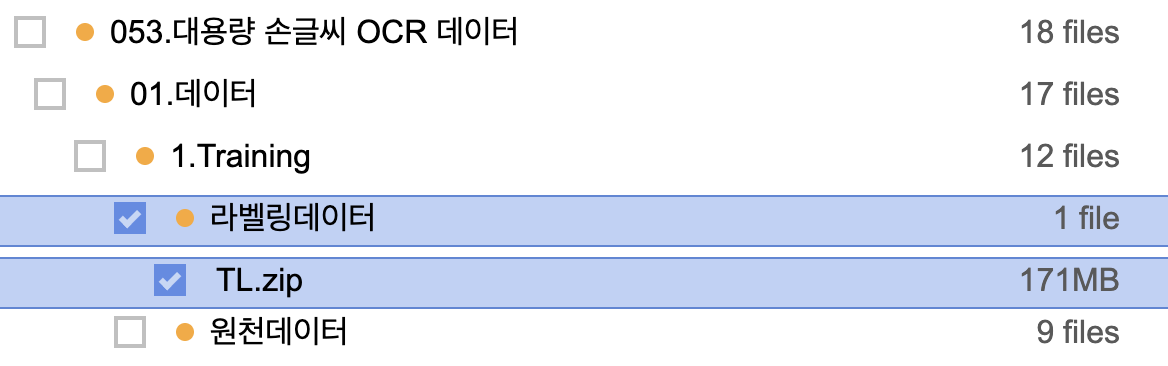 053.대용량 손글씨 OCR 데이터 18 files
01.데이터 17 files
1.Training 12 files
라벨링데이터 1 file
TL.zip 171MB
원천데이터 9 files